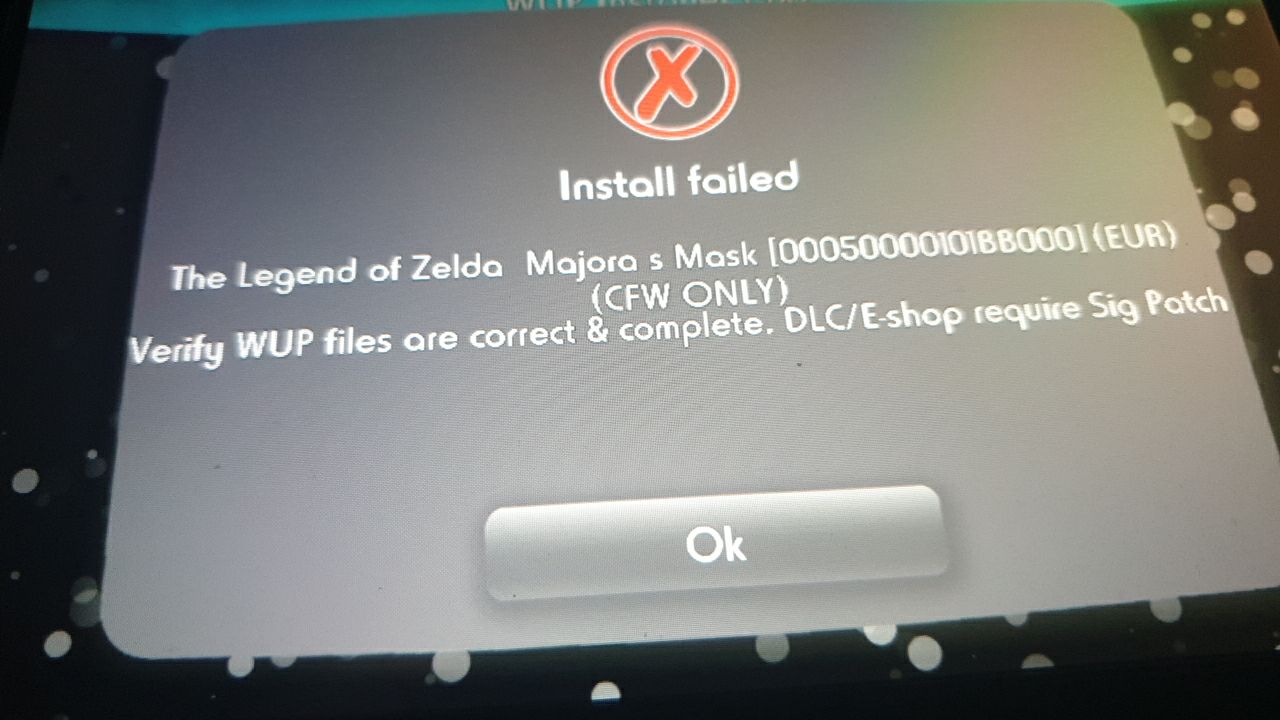 Install failed
The Legend of Zelda Majora s Mask [00050000101BB000] (EUR)
(CFW ONLY)
Verify WUP files are correct & complete. DLC/E-shop require Sig Patch
Ok